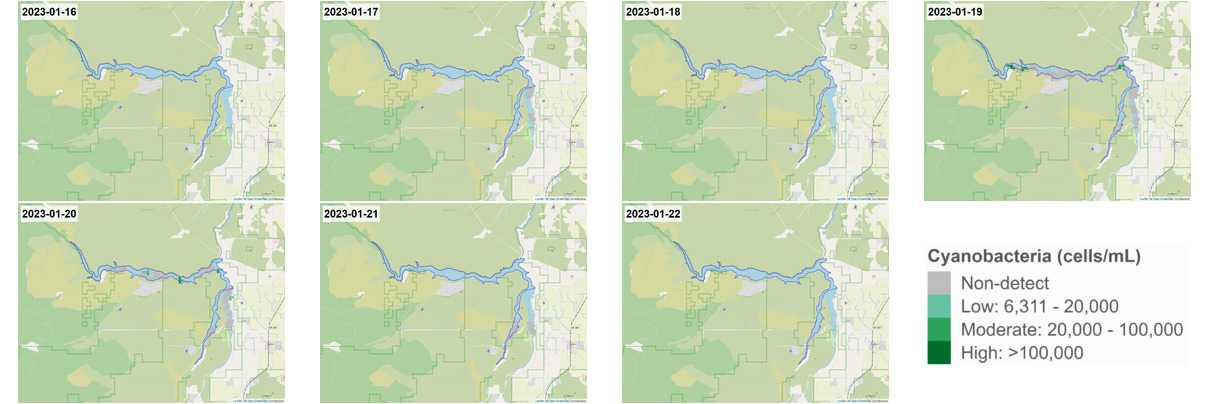 2023-01-16
2023-01-17
2023-01-18
2023-01-19
2023-01-20
2023-01-21
2023-01-22
Cyanobacteria (cells/mL)
Non-detect
Low: 6,311 - 20,000
Moderate: 20,000 - 100,000
High: >100,000